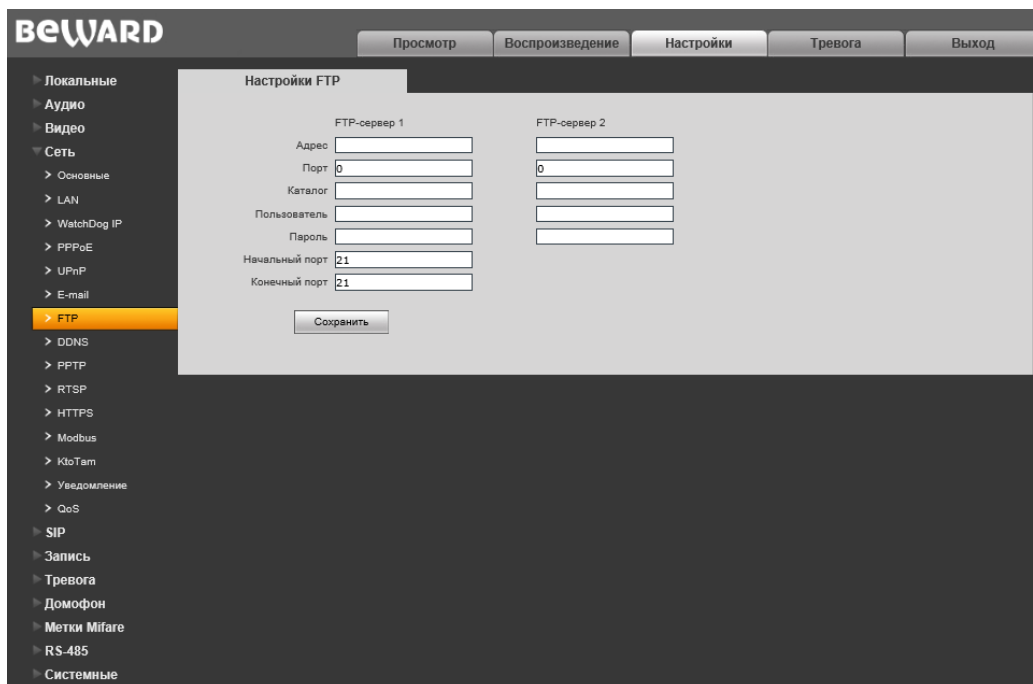 BEWARD
Просмотр Воспроизведение Настройки Тревога Выход
Локальные
Аудио
Видео
Сеть
Основные
LAN
WatchDog IP
PPPoE
UPnP
E-mail
FTP
DDNS
PPTP
RTSP
HTTPS
Modbus
KtoTam
Уведомление
QoS
SIP
Запись
Тревога
Домофон
Метки Mifare
RS-485
Системные
Настройки FTP
FTP-сервер 1 FTP-сервер 2
Адрес
Порт 0 0
Каталог
Пользователь
Пароль
Начальный порт 21
Конечный порт 21
Сохранить